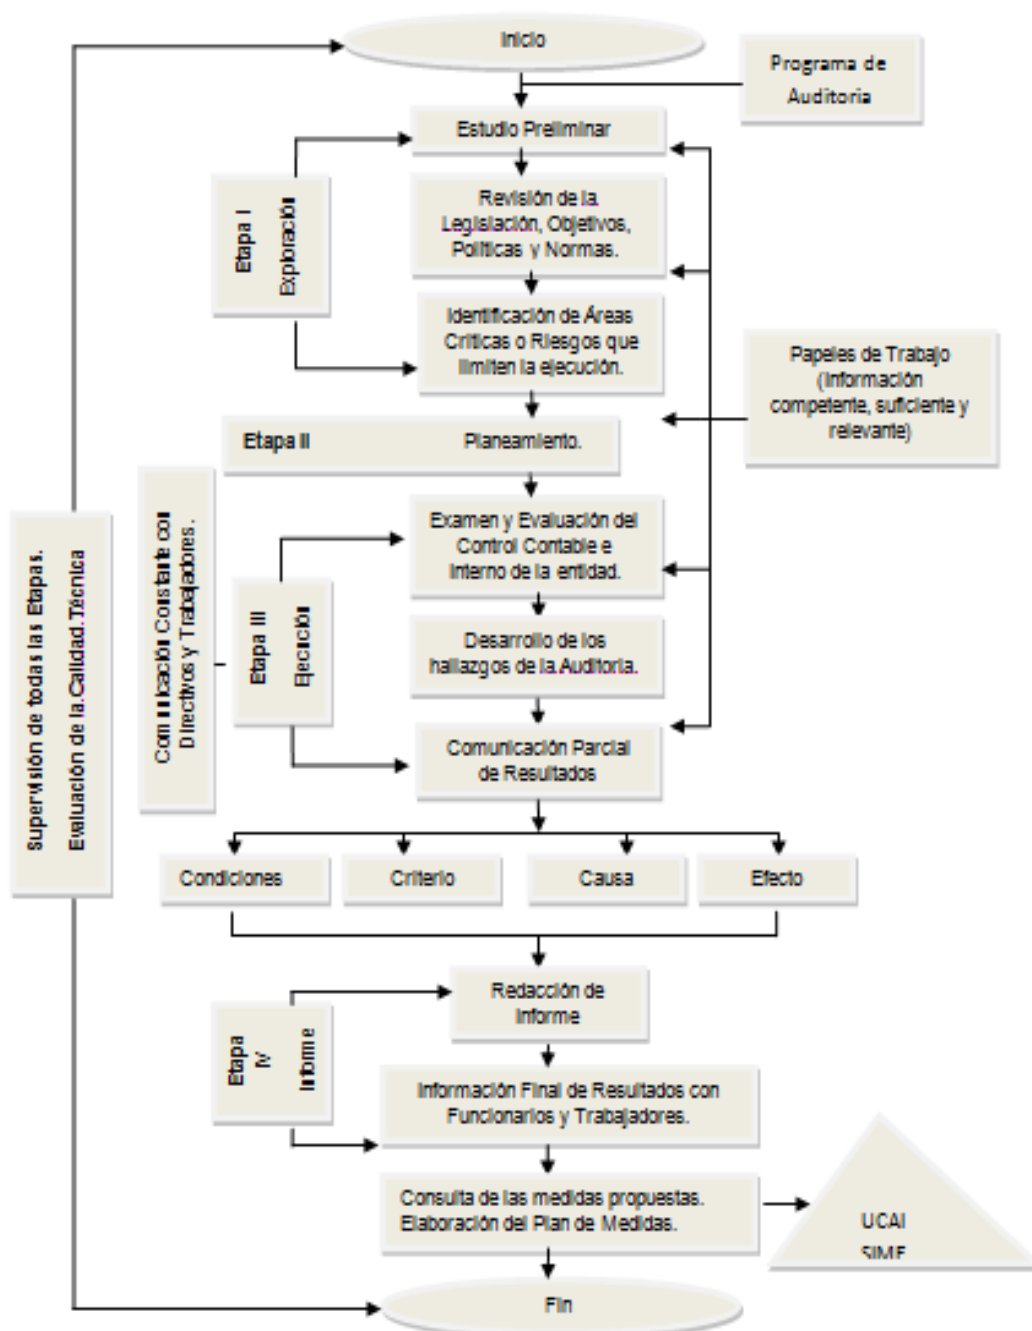 Inicio
Programa de
Auditoria
Estudio Preliminar
Etapa I
Exploración
Revisión de la
Legislación, Objetivos,
Políticas y Normas.
Identificación de Áreas
Críticas o Riesgos que
limiten la ejecución.
Papeles de Trabajo
(información
competente, suficiente y
relevante)
Etapa II Planeamiento.
Supervisión de todas las Etapas.
Evaluación de la Calidad Técnica
Comunicación Constante con
Directivos y Trabajadores.
Etapa III
Ejecución
Examen y Evaluación del
Control Contable e
Interno de la entidad.
Desarrollo de los
hallazgos de la Auditoria.
Comunicación Parcial
de Resultados
Condiciones
Criterio
Causa
Efecto
Etapa
IV
Informe
Redacción de
Informe
Información Final de Resultados con
Funcionarios y Trabajadores.
Consulta de las medidas propuestas.
Elaboración del Plan de Medidas.
UCAI
SIME
Fin